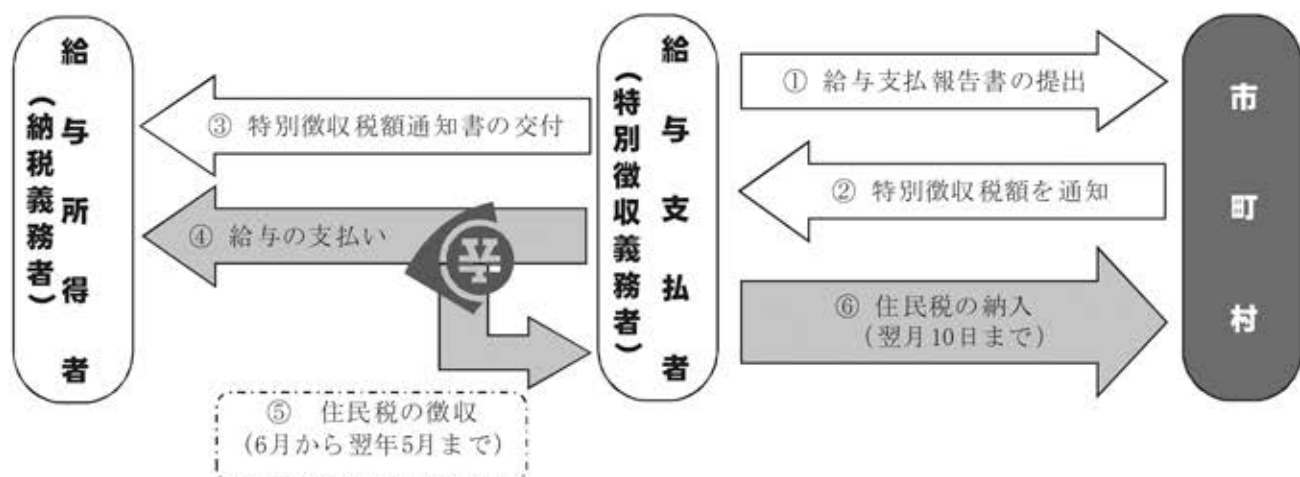 給与所得者
（納税義務者）
給与支払者
（特別徴収義務者）
市町村
① 給与支払報告書の提出
② 特別徴収税額を通知
③ 特別徴収税額通知書の交付
④ 給与の支払い
⑤　住民税の徴収
(6月から翌年5月まで)
⑥ 住民税の納入
(翌月10日まで)